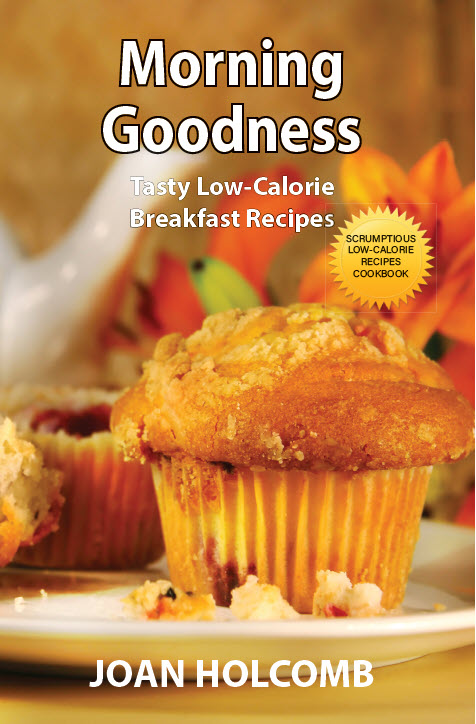 Morning
Goodness
Tasty Low-Calorie
Breakfast Recipes
SCRUMPTIOUS
LOW-CALORIE
RECIPES
COOKBOOK
JOAN HOLCOMB